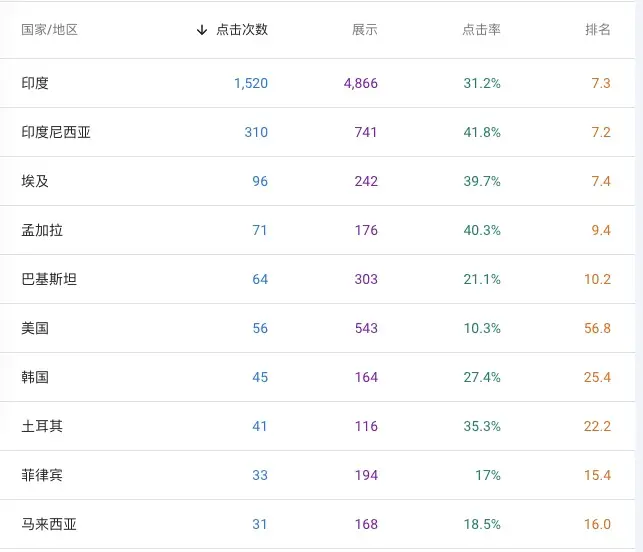 国家/地区 ↓ 点击次数 展示 点击率 排名
印度 1,520 4,866 31.2% 7.3
印度尼西亚 310 741 41.8% 7.2
埃及 96 242 39.7% 7.4
孟加拉 71 176 40.3% 9.4
巴基斯坦 64 303 21.1% 10.2
美国 56 543 10.3% 56.8
韩国 45 164 27.4% 25.4
土耳其 41 116 35.3% 22.2
菲律宾 33 194 17% 15.4
马来西亚 31 168 18.5% 16.0